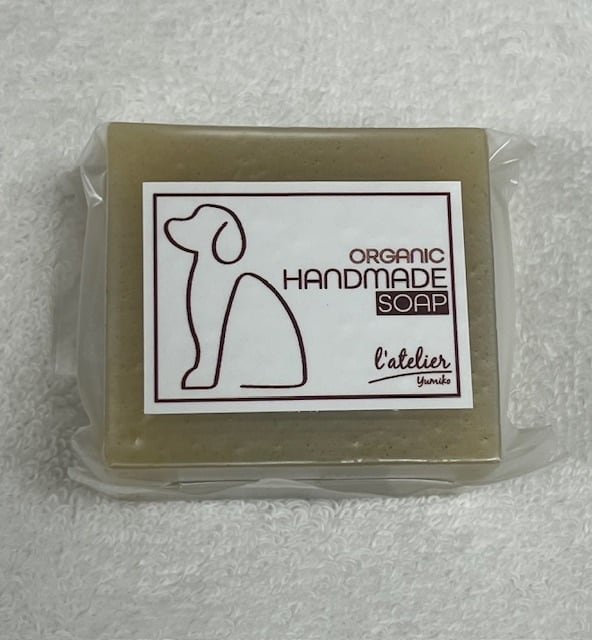 ORGANIC
HANDMADE
SOAP
l'atelier
Yumiko